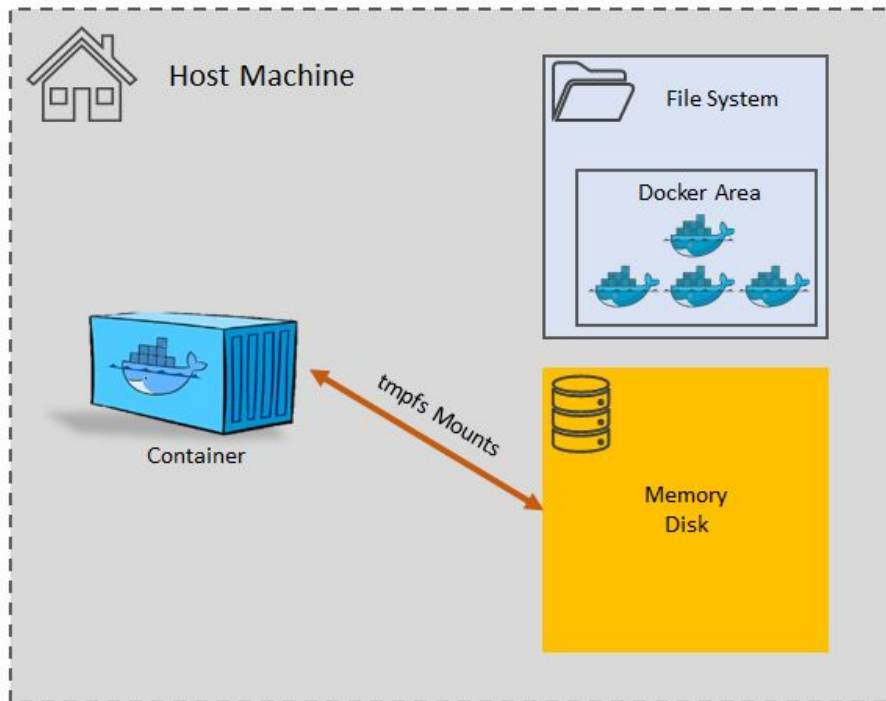 Host Machine
File System
Docker Area
tmpfs Mounts
Container
Memory
Disk